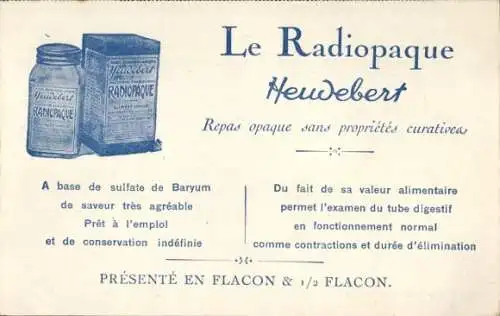 Heudebert
RADIOPAQUE
Heudebert
RADIOPAQUE
Le Radiopaque
Heudebert
Repas opaque sans propriétés curatives
A base de sulfate de Baryum
de saveur très agréable
Prêt à l'emploi
et de conservation indéfinie
Du fait de sa valeur alimentaire
permet l'examen du tube digestif
en fonctionnement normal
comme contractions et durée d'élimination
PRÉSENTÉ EN FLACON & 1/2 FLACON.